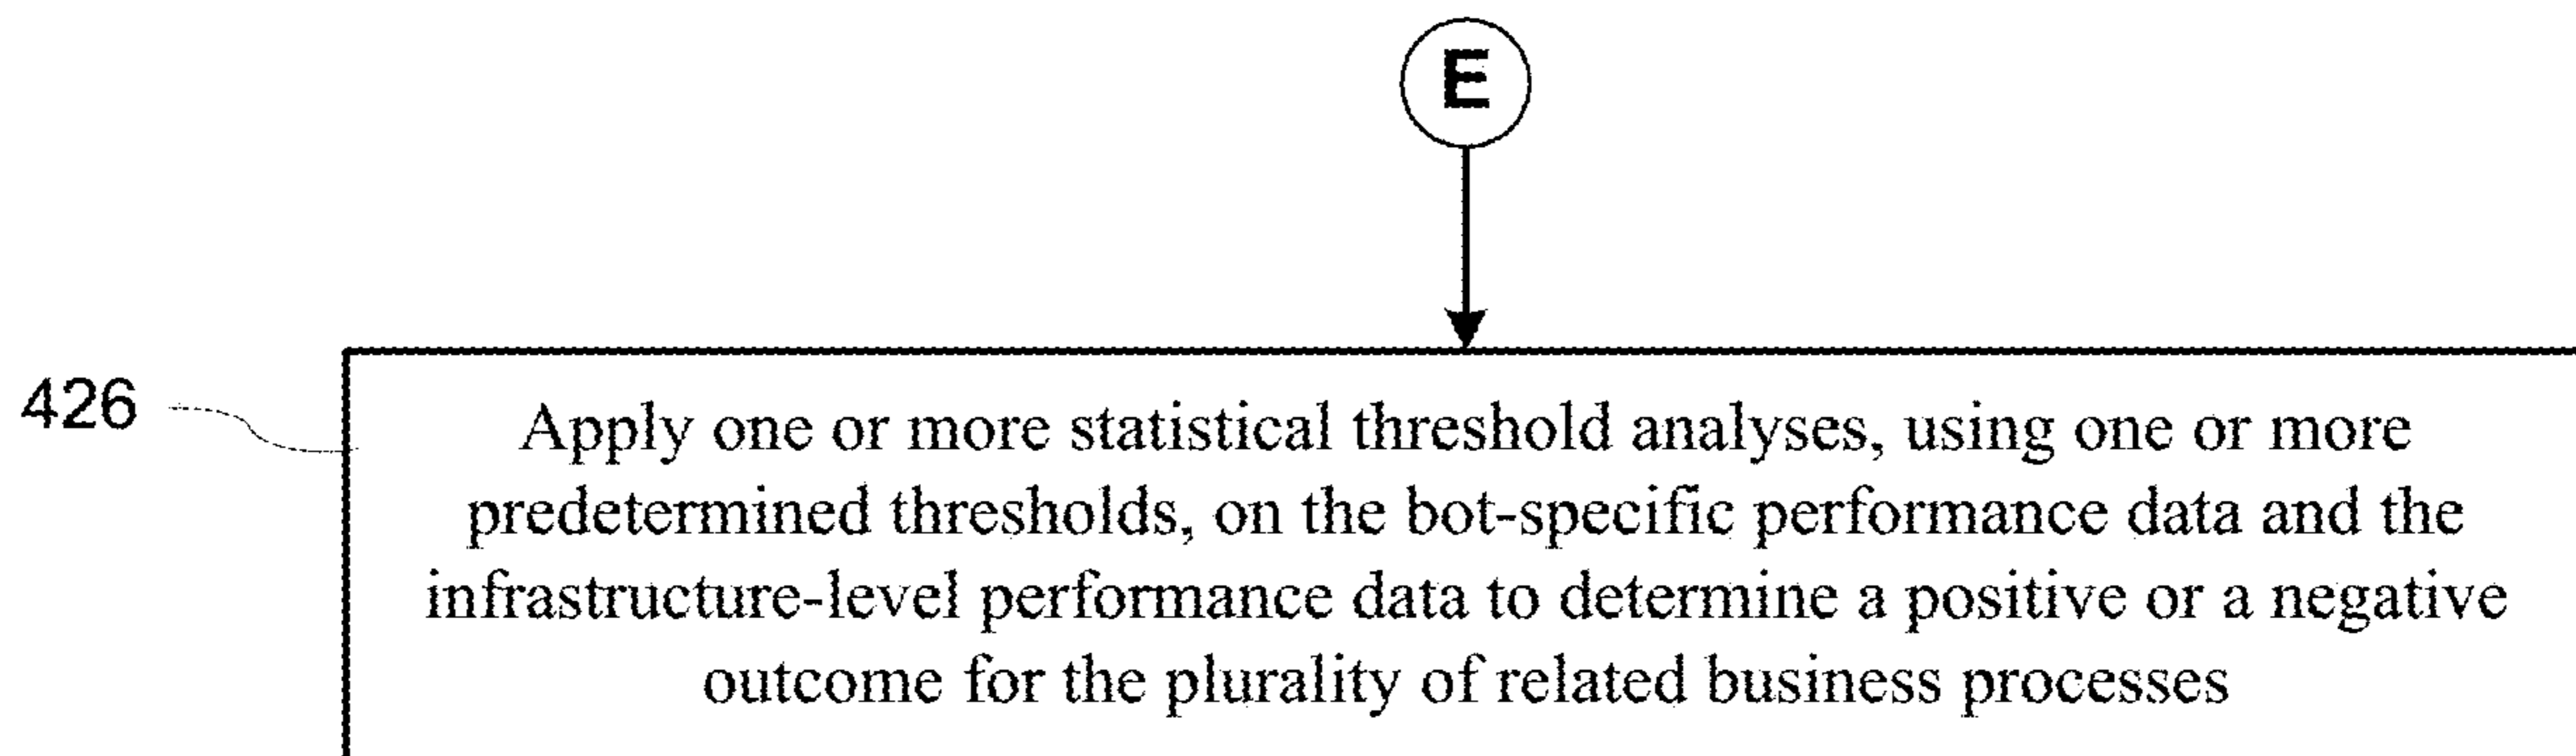 E
426
Apply one or more statistical threshold analyses, using one or more
predetermined thresholds, on the bot-specific performance data and the
infrastructure-level performance data to determine a positive or a negative
outcome for the plurality of related business processes